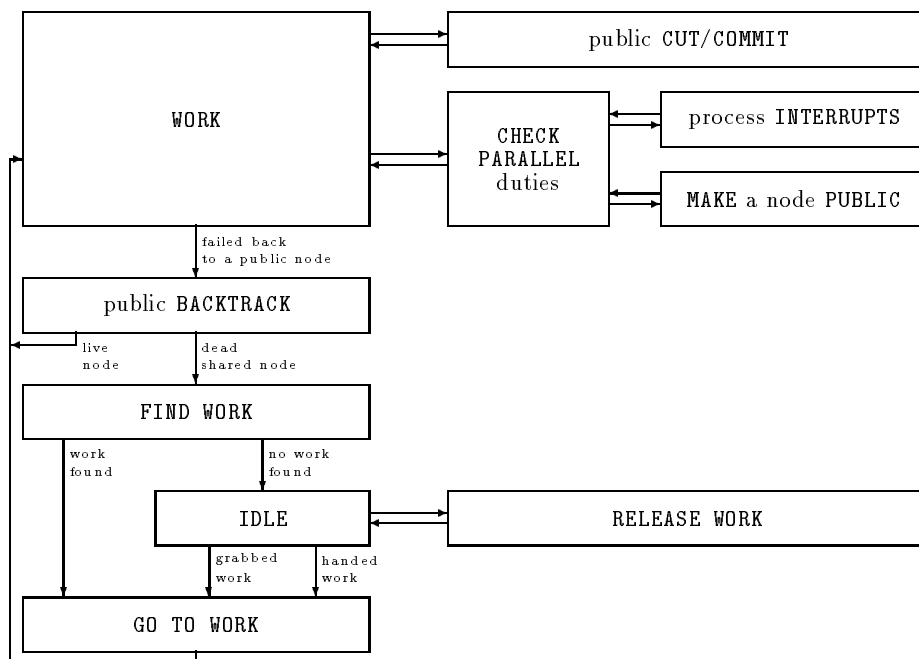 public CUT/COMMIT
WORK
CHECK
PARALLEL
duties
process INTERRUPTS
MAKE a node PUBLIC
failed back
to a public node
public BACKTRACK
live
node
dead
shared node
FIND WORK
work
found
no work
found
IDLE
RELEASE WORK
grabbed
work
handed
work
GO TO WORK